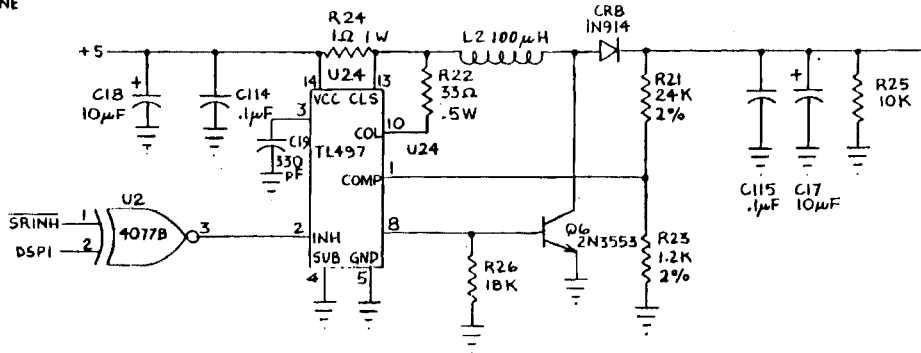 NE
+5
R24
1Ω 1W
L2 100μH
CR8
1N914
U24
14
13
VCC CLS
C18
10μF
+
C114
.1μF
3
C19
330
pF
R22
33Ω
.5W
10
COL
U24
TL497
1
COMP
R21
24K
2%
+
R25
10K
C115
.1μF
C17
10μF
U2
SRINH
1
4077B
3
DSP1
2
2
INH
8
SUB GND
4
5
Q6
2N3553
R26
18K
R23
1.2K
2%